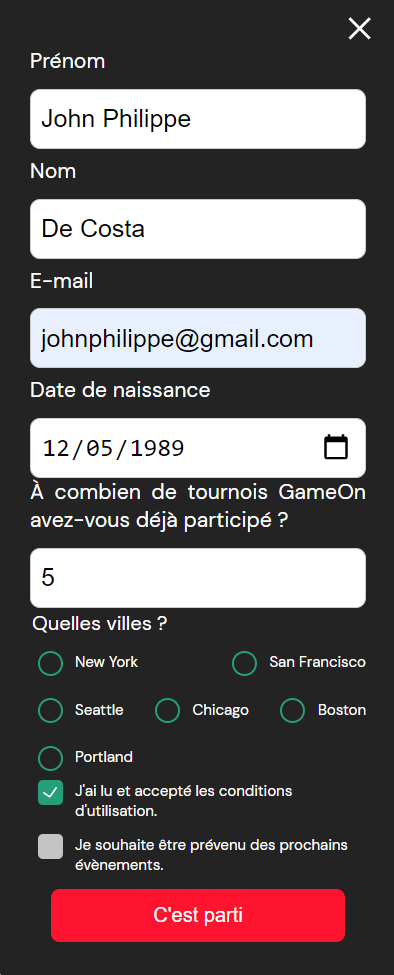 Prénom
John Philippe
Nom
De Costa
E-mail
johnphilippe@gmail.com
Date de naissance
12/05/1989
À combien de tournois GameOn
avez-vous déjà participé ?
5
Quelles villes ?
New York San Francisco
Seattle Chicago Boston
Portland
J'ai lu et accepté les conditions
d'utilisation.
Je souhaite être prévenu des prochains
évènements.
C'est parti